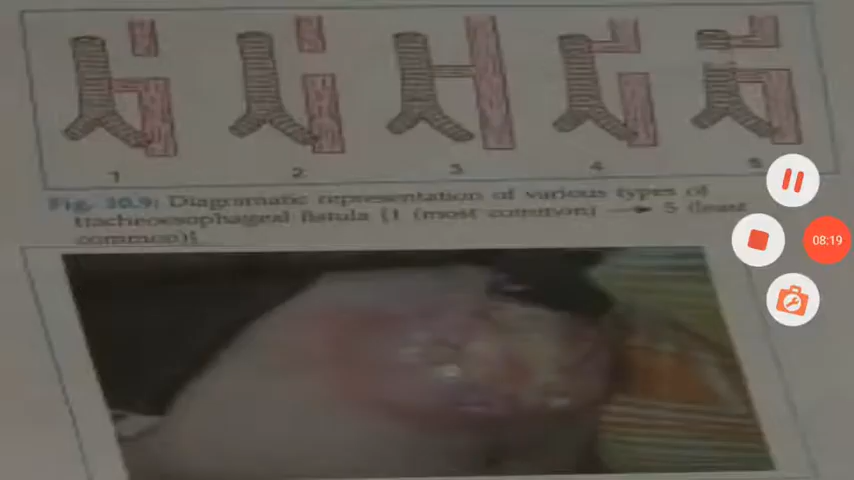 1 2 3 4 5
Fig. 10.9: Diagramatic representation of various types of
tracheoesophageal fistula [1 (most common) → 5 (least
common)]
08:19